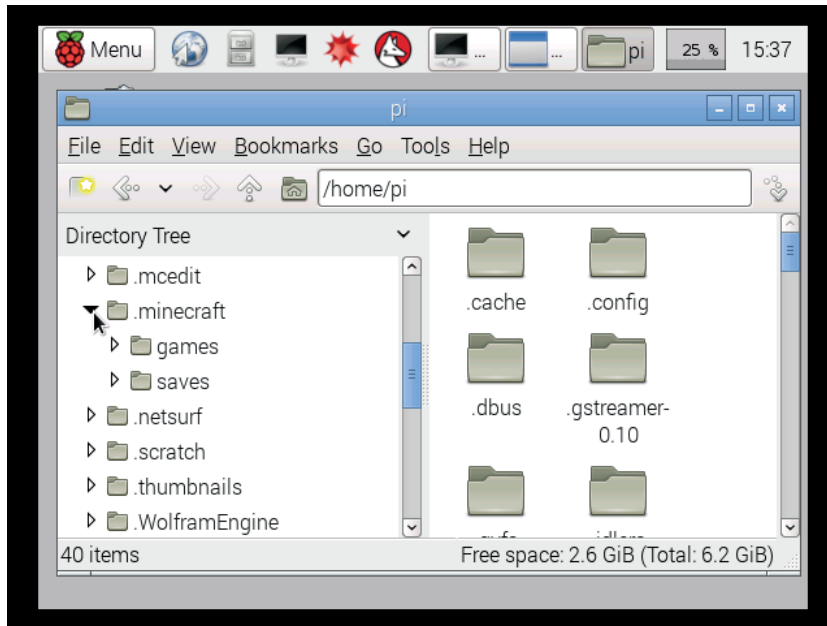 Menu
...
...
pi
25 %
15:37
pi
File Edit View Bookmarks Go Tools Help
/home/pi
Directory Tree
.mcedit
.minecraft
games
saves
.netsurf
.scratch
.thumbnails
.WolframEngine
.cache
.config
.dbus
.gstreamer-
0.10
40 items
Free space: 2.6 GiB (Total: 6.2 GiB)